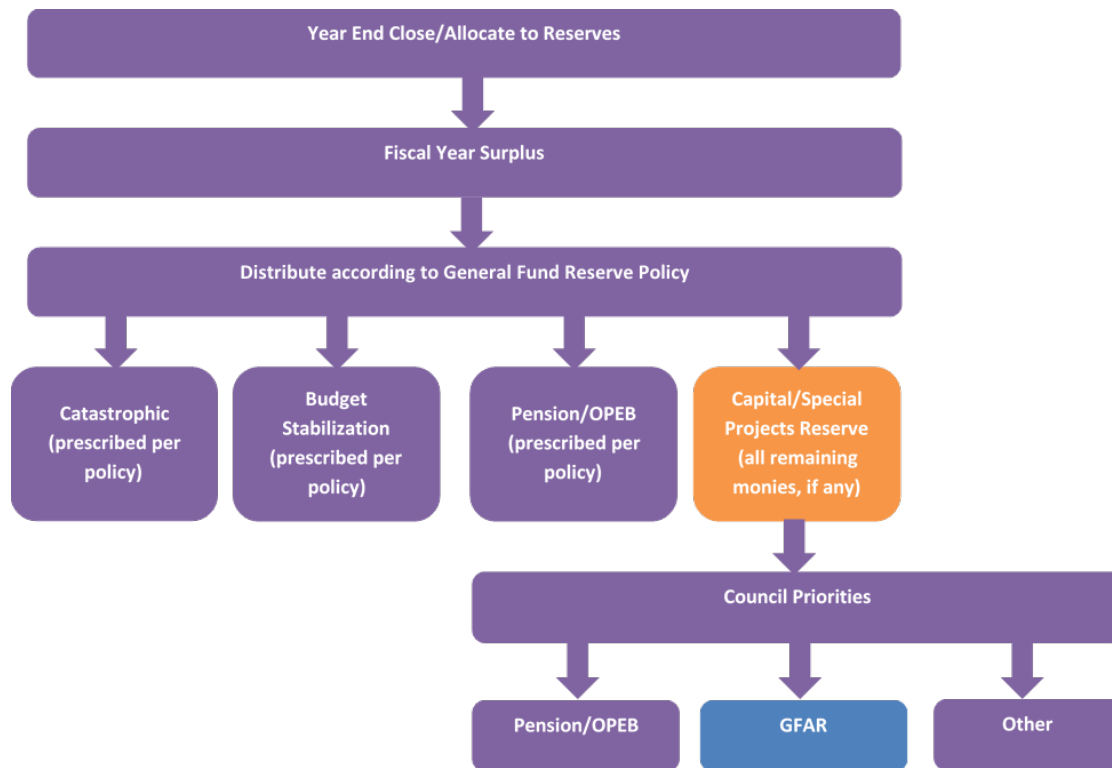 Year End Close/Allocate to Reserves
Fiscal Year Surplus
Distribute according to General Fund Reserve Policy
Catastrophic
(prescribed per
policy)
Budget
Stabilization
(prescribed per
policy)
Pension/OPEB
(prescribed per
policy)
Capital/Special
Projects Reserve
(all remaining
monies, if any)
Council Priorities
Pension/OPEB
GFAR
Other